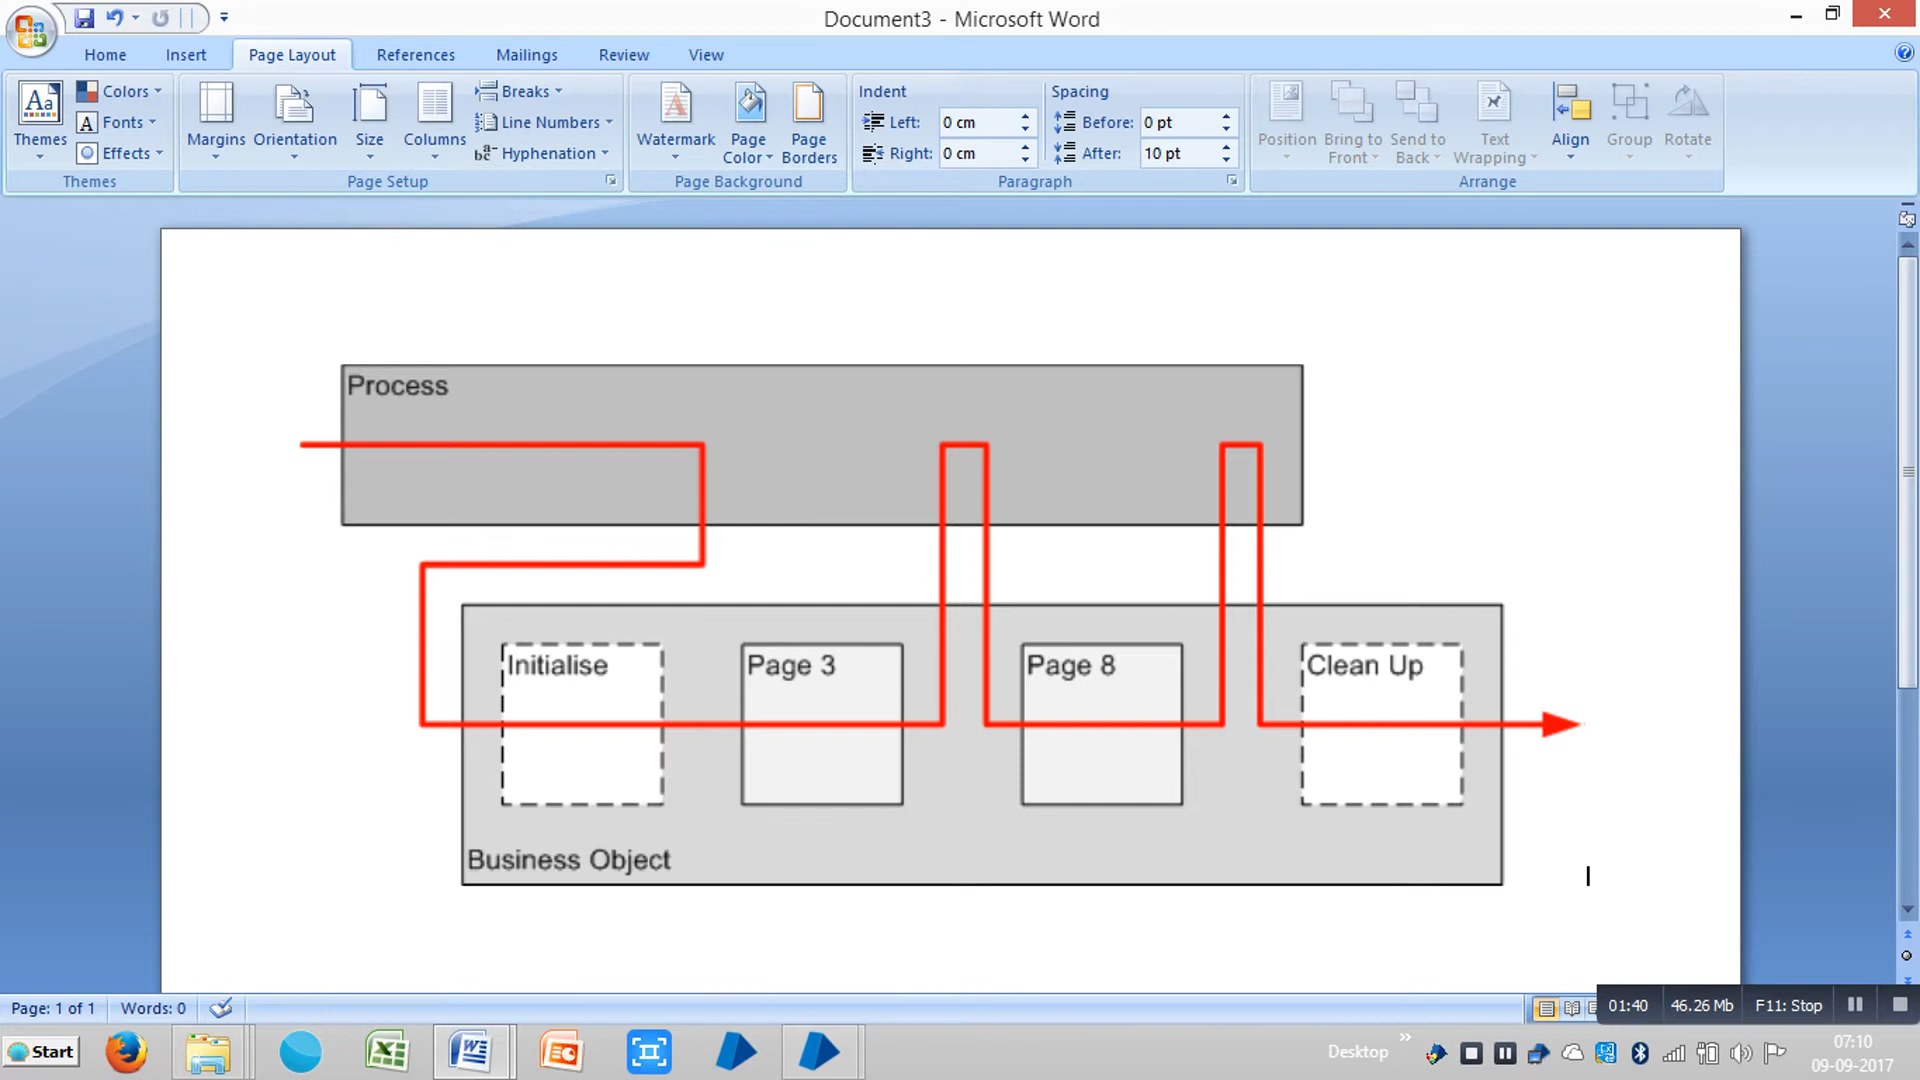 Document3 - Microsoft Word
Home Insert Page Layout References Mailings Review View
Themes
Colors
Fonts
Effects
Themes
Margins
Orientation
Size
Columns
Breaks
Line Numbers
Hyphenation
Page Setup
Watermark
Page Color
Page Borders
Page Background
Indent
Left: 0 cm
Right: 0 cm
Spacing
Before: 0 pt
After: 10 pt
Paragraph
Position
Bring to Front
Send to Back
Text Wrapping
Align
Group
Rotate
Arrange
Process
Initialise
Page 3
Page 8
Clean Up
Business Object
Page: 1 of 1 Words: 0
01:40 46.26 Mb F11: Stop
Start
Desktop
07:10
09-09-2017